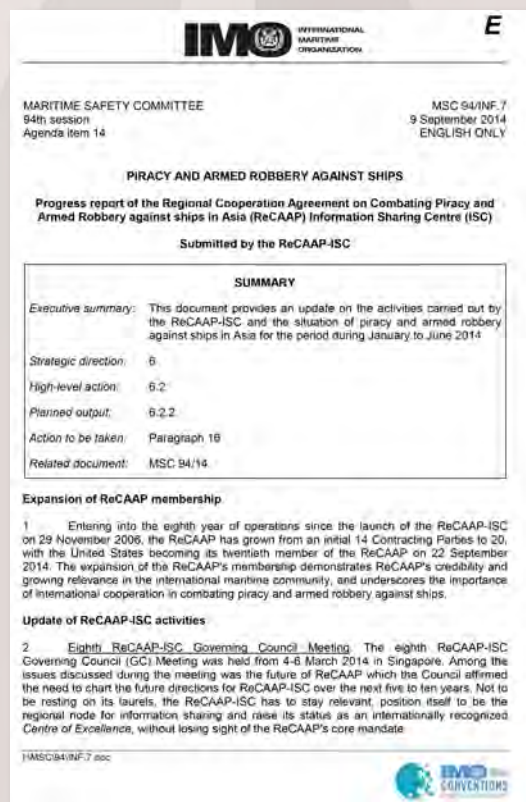 IMO
INTERNATIONAL
MARITIME
ORGANIZATION
E
MARITIME SAFETY COMMITTEE
94th session
Agenda item 14
MSC 94/INF.7
9 September 2014
ENGLISH ONLY
PIRACY AND ARMED ROBBERY AGAINST SHIPS
Progress report of the Regional Cooperation Agreement on Combating Piracy and
Armed Robbery against ships in Asia (ReCAAP) Information Sharing Centre (ISC)
Submitted by the ReCAAP-ISC
SUMMARY
Executive summary: This document provides an update on the activities carried out by
the ReCAAP-ISC and the situation of piracy and armed robbery
against ships in Asia for the period during January to June 2014
Strategic direction: 6
High-level action: 6.2
Planned output: 6.2.2
Action to be taken: Paragraph 16
Related document: MSC 94/14
Expansion of ReCAAP membership
1 Entering into the eighth year of operations since the launch of the ReCAAP-ISC
on 29 November 2006, the ReCAAP has grown from an initial 14 Contracting Parties to 20,
with the United States becoming its twentieth member of the ReCAAP on 22 September
2014. The expansion of the ReCAAP's membership demonstrates ReCAAP's credibility and
growing relevance in the international maritime community, and underscores the importance
of international cooperation in combating piracy and armed robbery against ships.
Update of ReCAAP-ISC activities
2 Eighth ReCAAP-ISC Governing Council Meeting. The eighth ReCAAP-ISC
Governing Council (GC) Meeting was held from 4-6 March 2014 in Singapore. Among the
issues discussed during the meeting was the future of ReCAAP which the Council affirmed
the need to chart the future directions for ReCAAP-ISC over the next five to ten years. Not to
be resting on its laurels, the ReCAAP-ISC has to stay relevant, position itself to be the
regional node for information sharing and raise its status as an internationally recognized
Centre of Excellence, without losing sight of the ReCAAP's core mandate
I:\MSC\94\INF-7.doc
IMO
CONVENTIONS